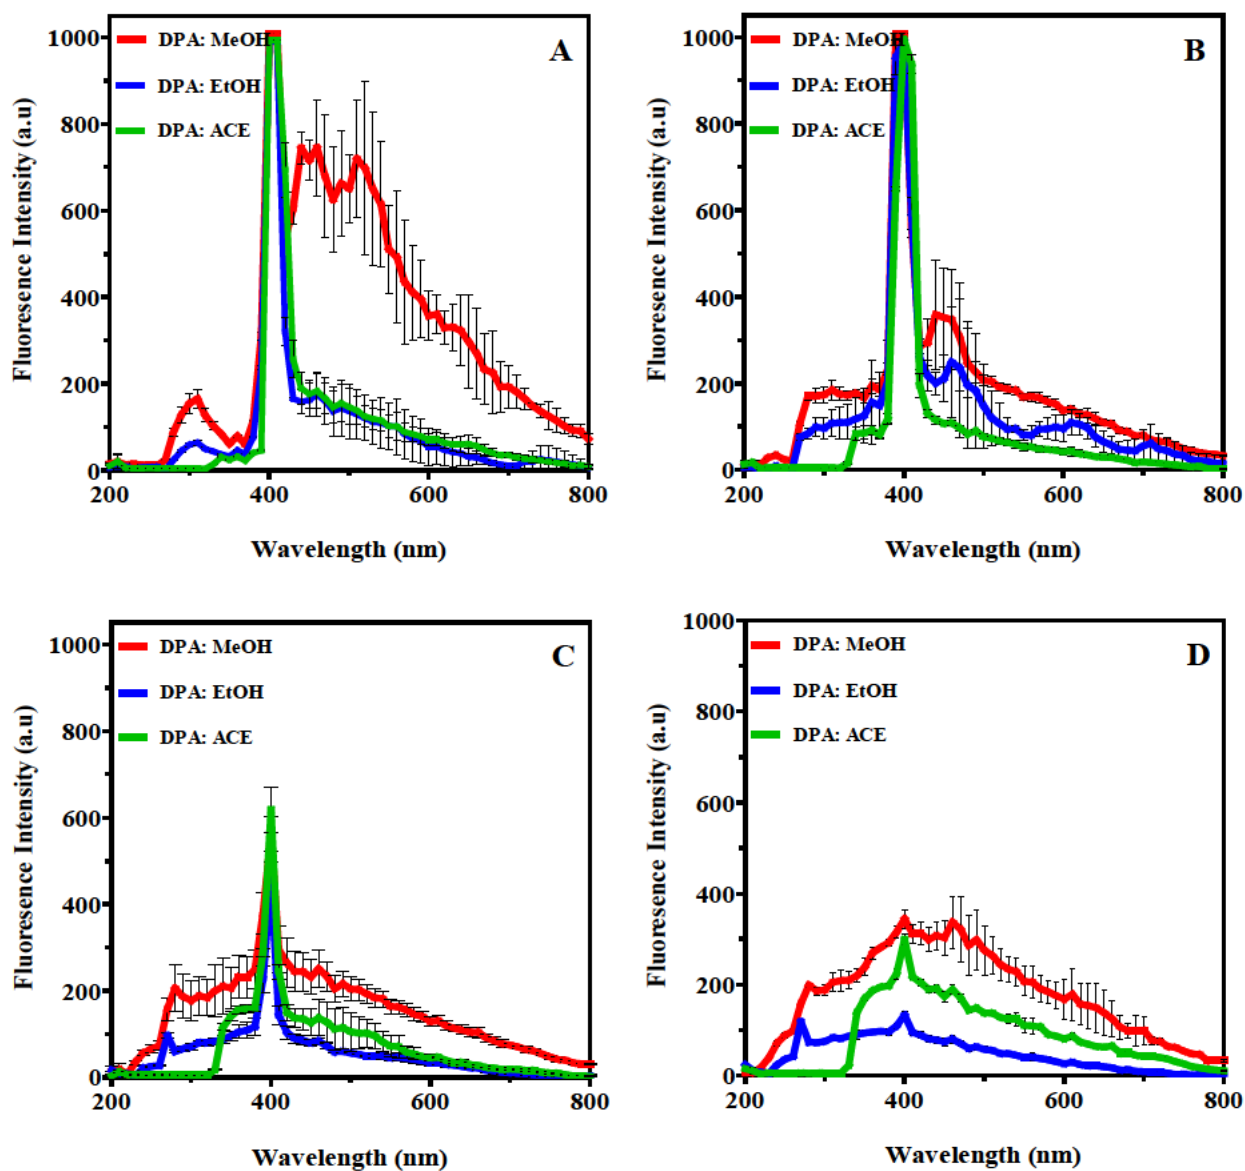 A
DPA: MeOH
DPA: EtOH
DPA: ACE
Fluoresence Intensity (a.u)
1000
800
600
400
200
0
200 400 600 800
Wavelength (nm)
B
DPA: MeOH
DPA: EtOH
DPA: ACE
Fluoresence Intensity (a.u)
1000
800
600
400
200
0
200 400 600 800
Wavelength (nm)
C
DPA: MeOH
DPA: EtOH
DPA: ACE
Fluoresence Intensity (a.u)
1000
800
600
400
200
0
200 400 600 800
Wavelength (nm)
D
DPA: MeOH
DPA: EtOH
DPA: ACE
Fluoresence Intensity (a.u)
1000
800
600
400
200
0
200 400 600 800
Wavelength (nm)